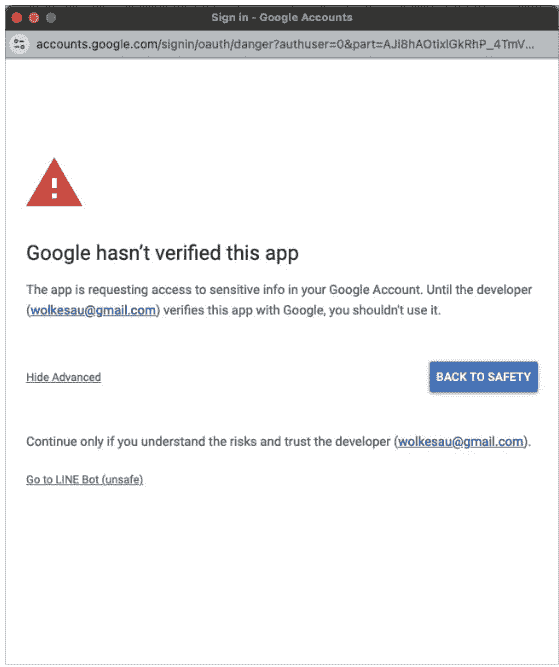 Sign in - Google Accounts
accounts.google.com/signin/oauth/danger?authuser=0&part=AJi8hAOtlxlGkRhP_4TmV...
Google hasn't verified this app
The app is requesting access to sensitive info in your Google Account. Until the developer
(wolkesau@gmail.com) verifies this app with Google, you shouldn't use it.
Hide Advanced
BACK TO SAFETY
Continue only if you understand the risks and trust the developer (wolkesau@gmail.com).
Go to LINE Bot (unsafe)